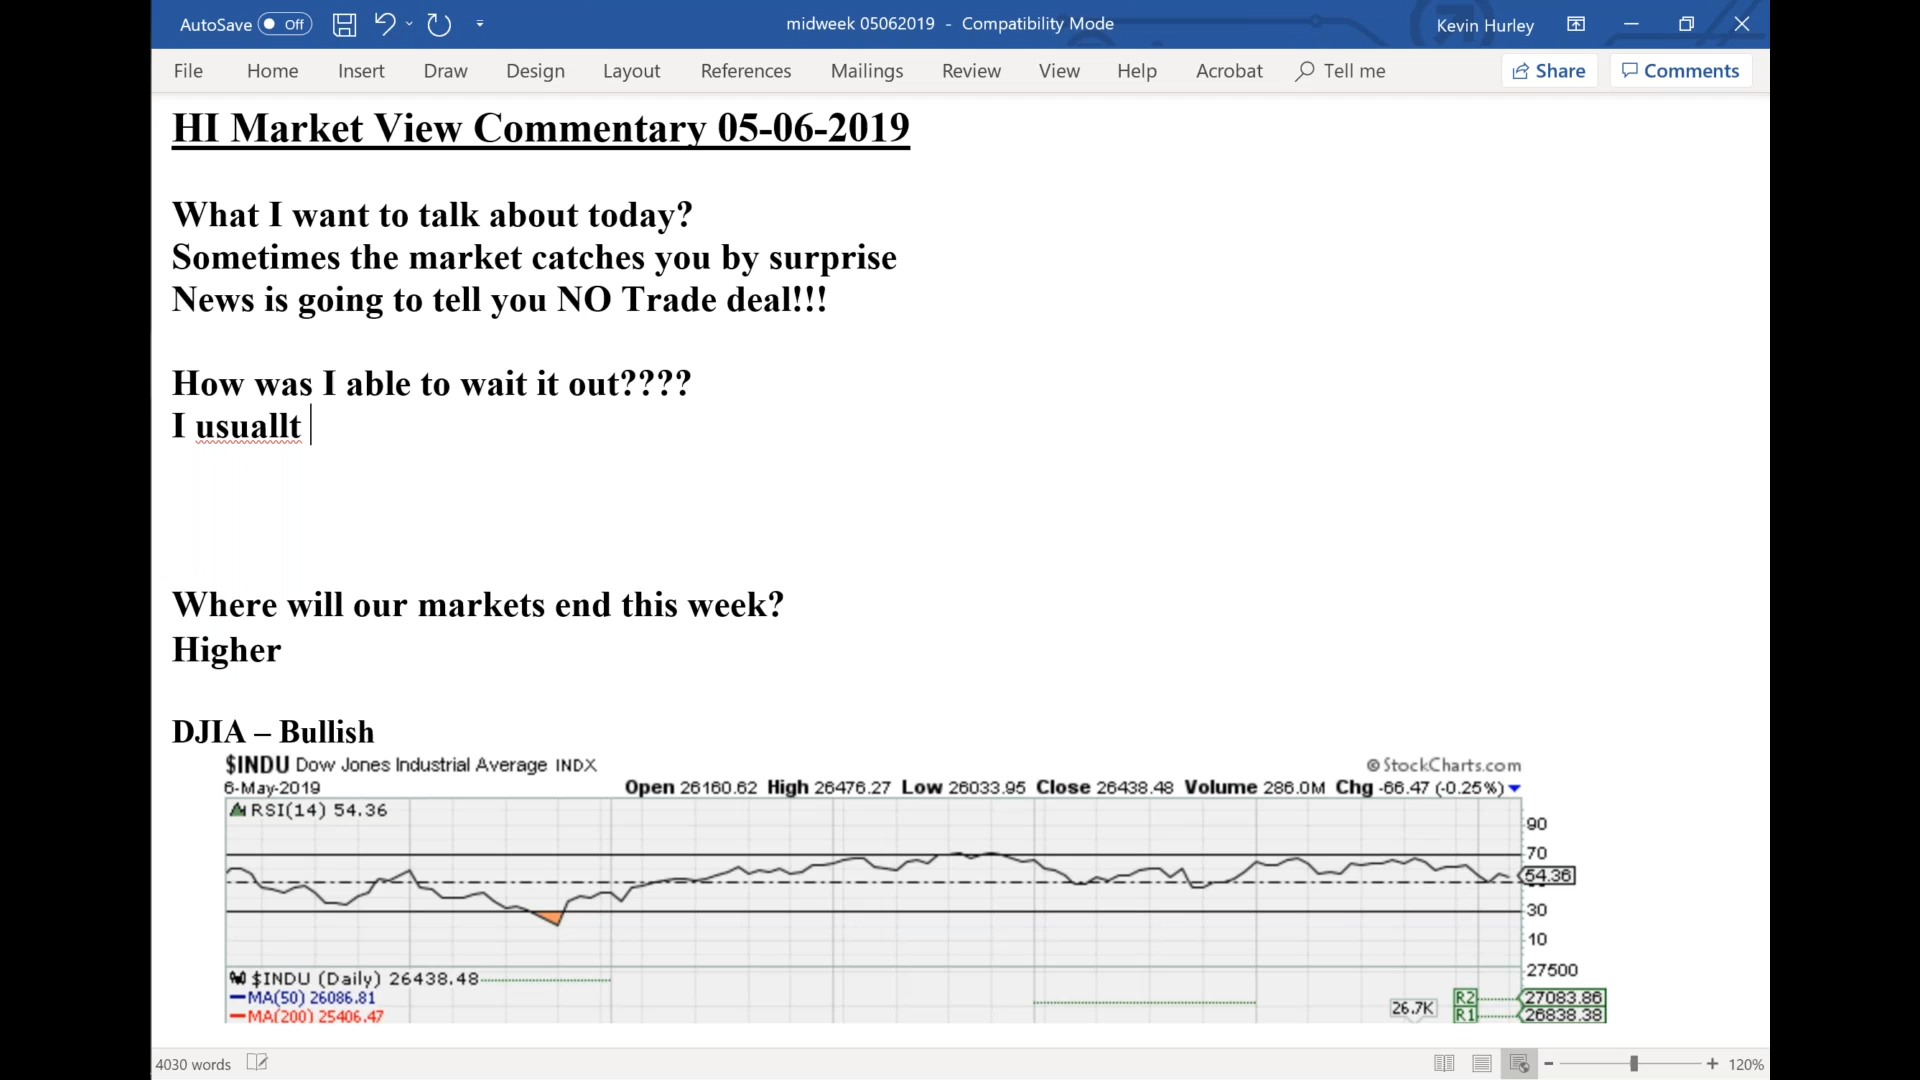 AutoSave Off midweek 05062019 - Compatibility Mode Kevin Hurley
File Home Insert Draw Design Layout References Mailings Review View Help Acrobat Tell me Share Comments
HI Market View Commentary 05-06-2019
What I want to talk about today?
Sometimes the market catches you by surprise
News is going to tell you NO Trade deal!!!
How was I able to wait it out????
I usuallt
Where will our markets end this week?
Higher
DJIA – Bullish
$INDU Dow Jones Industrial Average INDX © StockCharts.com
6-May-2019 Open 26160.62 High 26476.27 Low 26033.95 Close 26438.48 Volume 286.0M Chg -66.47 (-0.25%)
RSI(14) 54.36
90
70
54.36
30
10
$INDU (Daily) 26438.48 27500
MA(50) 26086.81 R2 27083.86
MA(200) 25406.47 26.7K R1 26838.38
4030 words 120%